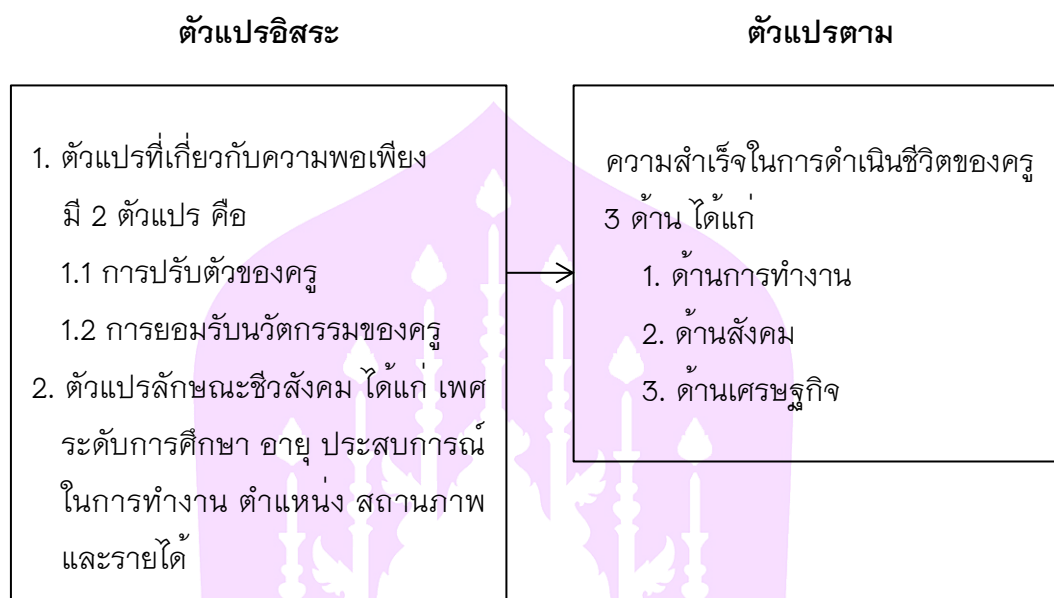 ตัวแปรอิสระ
1. ตัวแปรที่เกี่ยวกับความพอเพียง
มี 2 ตัวแปร คือ
1.1 การปรับตัวของครู
1.2 การยอมรับนวัตกรรมของครู
2. ตัวแปรลักษณะชีวสังคม ได้แก่ เพศ
ระดับการศึกษา อายุ ประสบการณ์
ในการทำงาน ตำแหน่ง สถานภาพ
และรายได้
ตัวแปรตาม
ความสำเร็จในการดำเนินชีวิตของครู
3 ด้าน ได้แก่
1. ด้านการทำงาน
2. ด้านสังคม
3. ด้านเศรษฐกิจ